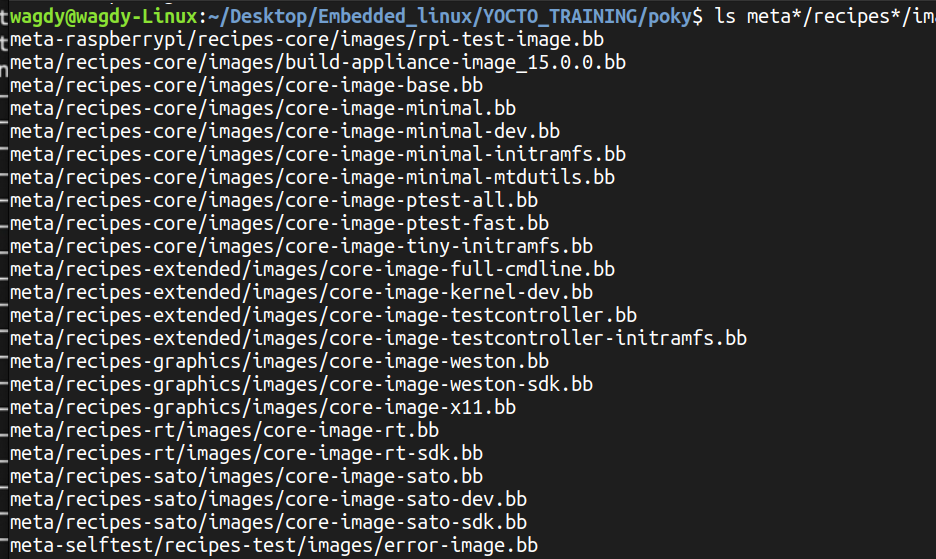 wagdy@wagdy-Linux:~/Desktop/Embedded_linux/YOCTO_TRAINING/poky$ ls meta*/recipes*/ima
meta-raspberrypi/recipes-core/images/rpi-test-image.bb
meta/recipes-core/images/build-appliance-image_15.0.0.bb
meta/recipes-core/images/core-image-base.bb
meta/recipes-core/images/core-image-minimal.bb
meta/recipes-core/images/core-image-minimal-dev.bb
meta/recipes-core/images/core-image-minimal-initramfs.bb
meta/recipes-core/images/core-image-minimal-mtdutils.bb
meta/recipes-core/images/core-image-ptest-all.bb
meta/recipes-core/images/core-image-ptest-fast.bb
meta/recipes-core/images/core-image-tiny-initramfs.bb
meta/recipes-extended/images/core-image-full-cmdline.bb
meta/recipes-extended/images/core-image-kernel-dev.bb
meta/recipes-extended/images/core-image-testcontroller.bb
meta/recipes-extended/images/core-image-testcontroller-initramfs.bb
meta/recipes-graphics/images/core-image-weston.bb
meta/recipes-graphics/images/core-image-weston-sdk.bb
meta/recipes-graphics/images/core-image-x11.bb
meta/recipes-rt/images/core-image-rt.bb
meta/recipes-rt/images/core-image-rt-sdk.bb
meta/recipes-sato/images/core-image-sato.bb
meta/recipes-sato/images/core-image-sato-dev.bb
meta/recipes-sato/images/core-image-sato-sdk.bb
meta-selftest/recipes-test/images/error-image.bb